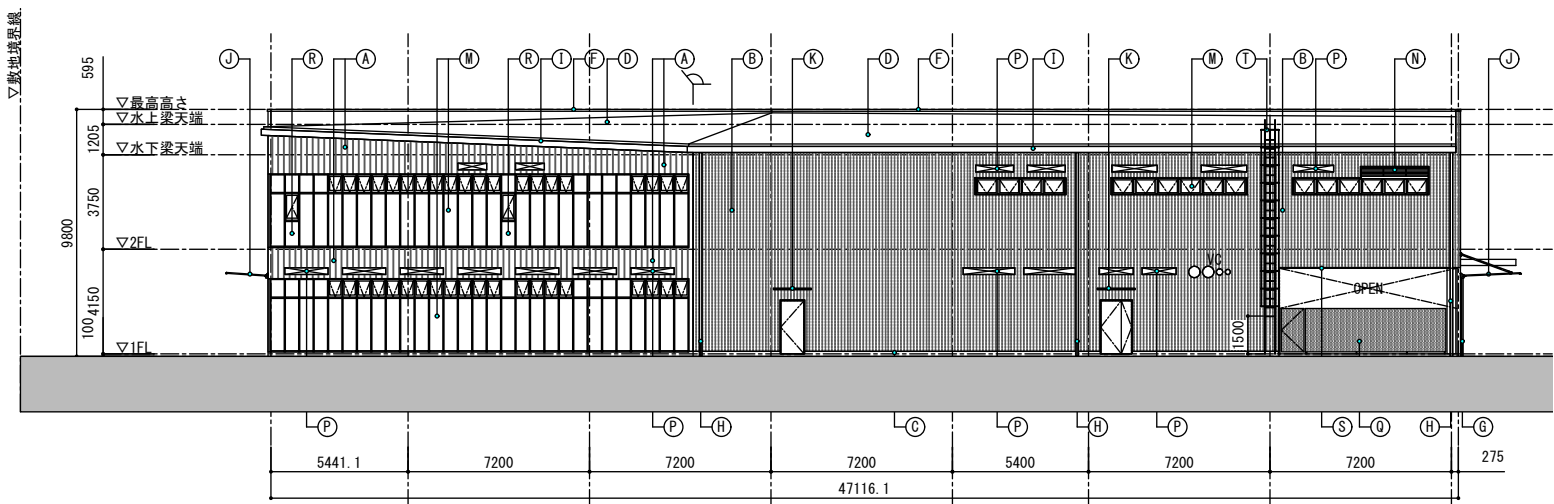 ▽敷地境界線
J R A M R I F D A B K D F P I K M T B P N J
595
▽最高高さ
▽水上梁天端
1205
▽水下梁天端
3750
9800
▽2FL
VC
OPEN
4150
1500
100
▽1FL
P P H C P H P S Q H G
5441.1 7200 7200 7200 5400 7200 7200 275
47116.1